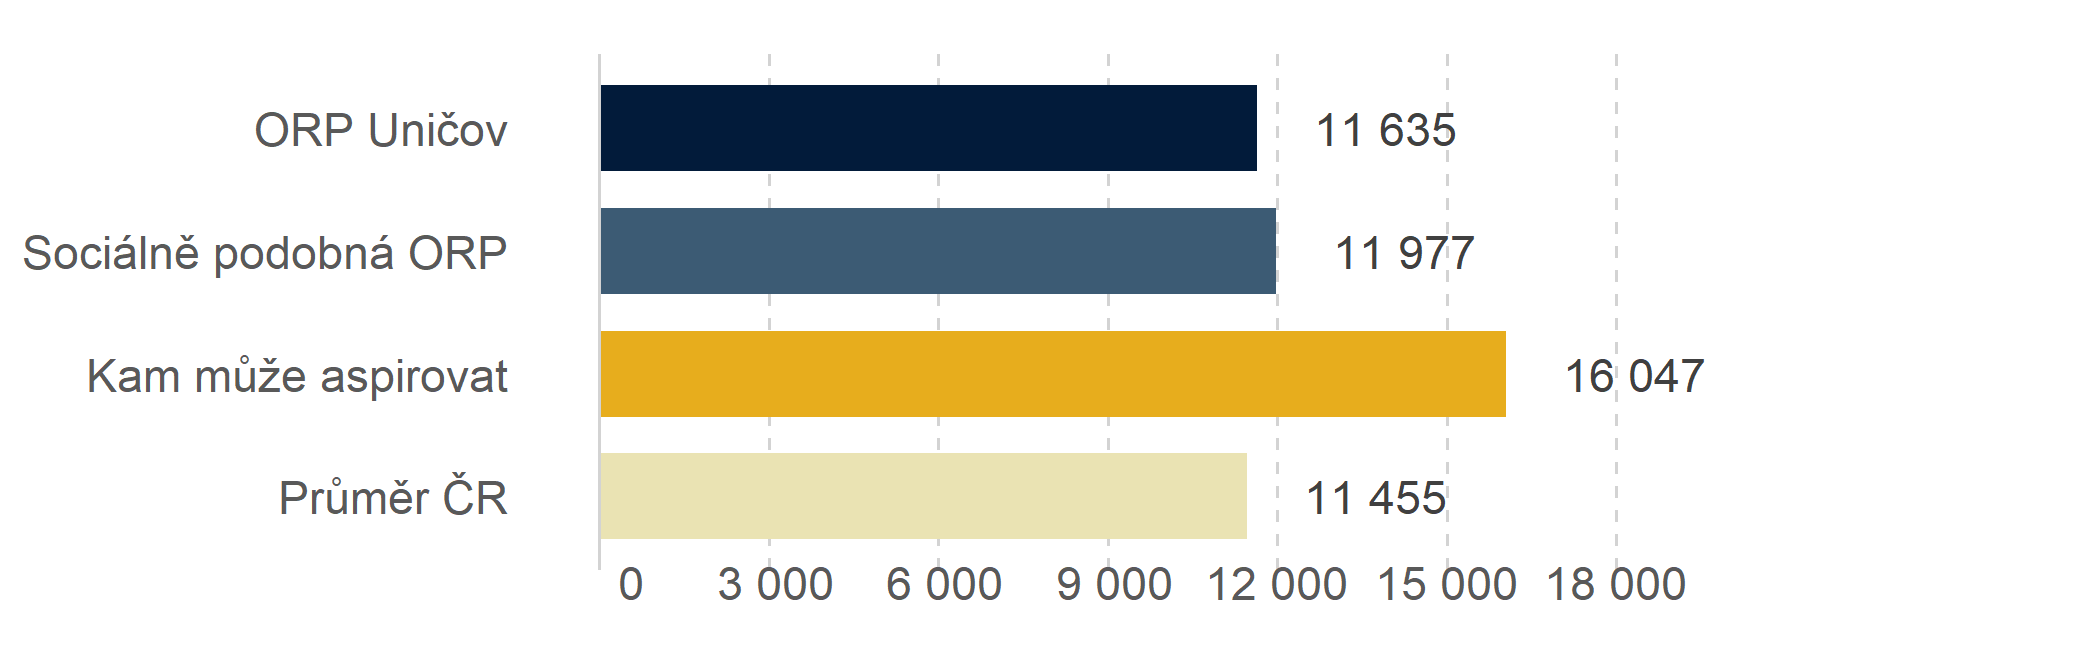 ORP Uničov 11 635
Sociálně podobná ORP 11 977
Kam může aspirovat 16 047
Průměr ČR 11 455
0 3 000 6 000 9 000 12 000 15 000 18 000